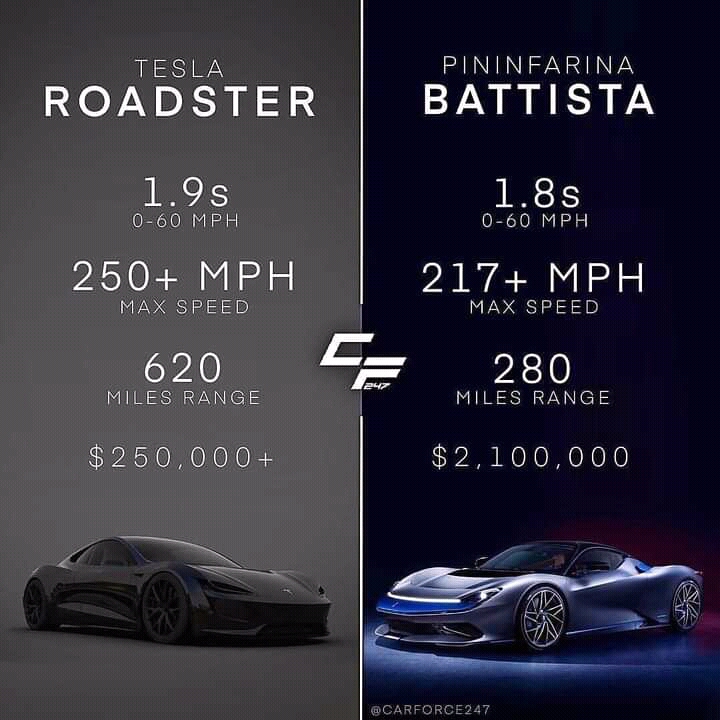 TESLA
ROADSTER
1.9s
0-60 MPH
250+ MPH
MAX SPEED
620
MILES RANGE
$250,000+
PININFARINA
BATTISTA
1.8s
0-60 MPH
217+ MPH
MAX SPEED
280
MILES RANGE
$2,100,000
CF
247
@CARFORCE247